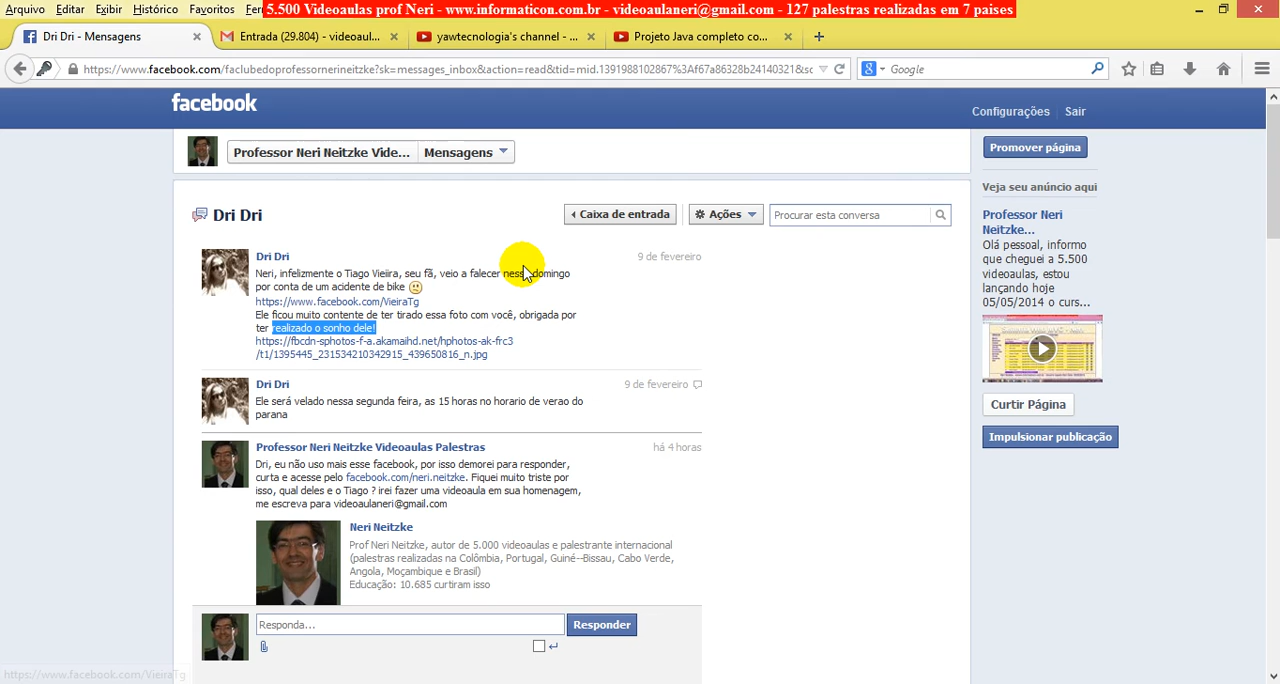 Arquivo Editar Exibir Histórico Favoritos Ferr
5.500 Videoaulas prof Neri - www.informaticon.com.br - videoaulaneri@gmail.com - 127 palestras realizadas em 7 paises
Dri Dri - Mensagens
Entrada (29.804) - videoaul...
yawtecnologia's channel - ...
Projeto Java completo co...
https://www.facebook.com/faclubedoprofessornerineitzke?sk=messages_inbox&action=read&tid=mid.1391988102867%3Af67a86328b24140321&sc
Google
facebook
Configurações Sair
Professor Neri Neitzke Vide... Mensagens
Promover página
Veja seu anúncio aqui
Dri Dri
Caixa de entrada
Ações
Procurar esta conversa
Professor Neri
Neitzke...
Olá pessoal, informo
que cheguei a 5.500
videoaulas, estou
lançando hoje
05/05/2014 o curs...
Curtir Página
Impulsionar publicação
Dri Dri
9 de fevereiro
Neri, infelizmente o Tiago Vieiira, seu fã, veio a falecer nesse domingo
por conta de um acidente de bike
https://www.facebook.com/VieiraTg
Ele ficou muito contente de ter tirado essa foto com você, obrigada por
ter realizado o sonho dele!
https://fbcdn-sphotos-f-a.akamaihd.net/hphotos-ak-frc3
/t1/1395445_231534210342915_439650816_n.jpg
Dri Dri
9 de fevereiro
Ele será velado nessa segunda feira, as 15 horas no horario de verao do
parana
Professor Neri Neitzke Videoaulas Palestras
há 4 horas
Dri, eu não uso mais esse facebook, por isso demorei para responder,
curta e acesse pelo facebook.com/neri.neitzke. Fiquei muito triste por
isso, qual deles e o Tiago ? irei fazer uma videoaula em sua homenagem,
me escreva para videoaulaneri@gmail.com
Neri Neitzke
Prof Neri Neitzke, autor de 5.000 videoaulas e palestrante internacional
(palestras realizadas na Colômbia, Portugal, Guiné--Bissau, Cabo Verde,
Angola, Moçambique e Brasil)
Educação: 10.685 curtiram isso
Responda...
Responder
https://www.facebook.com/VieiraTg